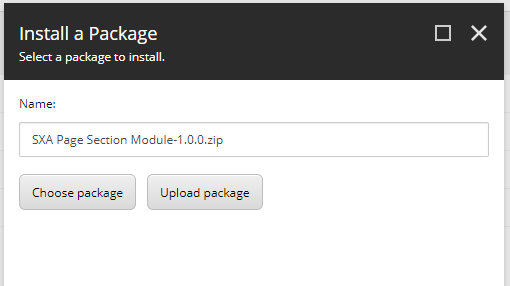 Install a Package
Select a package to install.
Name:
SXA Page Section Module-1.0.0.zip
Choose package
Upload package